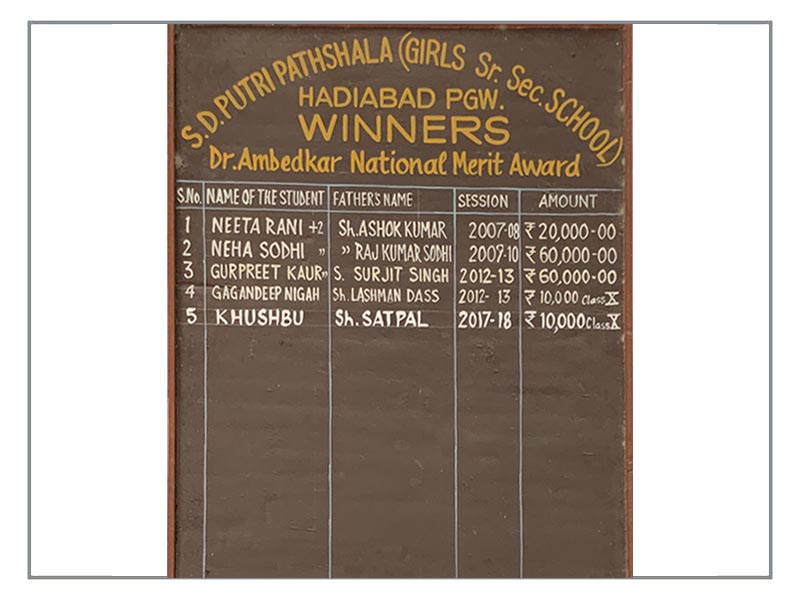 S.D. PUTRI PATHSHALA (GIRLS Sr. Sec. SCHOOL)
HADIABAD PGW.
WINNERS
Dr. Ambedkar National Merit Award
S.No. NAME OF THE STUDENT FATHER'S NAME SESSION AMOUNT
1 NEETA RANI +2 Sh. ASHOK KUMAR 2007-08 ₹ 20,000-00
2 NEHA SODHI " " RAJ KUMAR SODHI 2009-10 ₹ 60,000-00
3 GURPREET KAUR " S. SURJIT SINGH 2012-13 ₹ 60,000-00
4 GAGANDEEP NIGAH Sh. LASHMAN DASS 2012-13 ₹ 10,000 Class X
5 KHUSHBU Sh. SATPAL 2017-18 ₹ 10,000 Class X